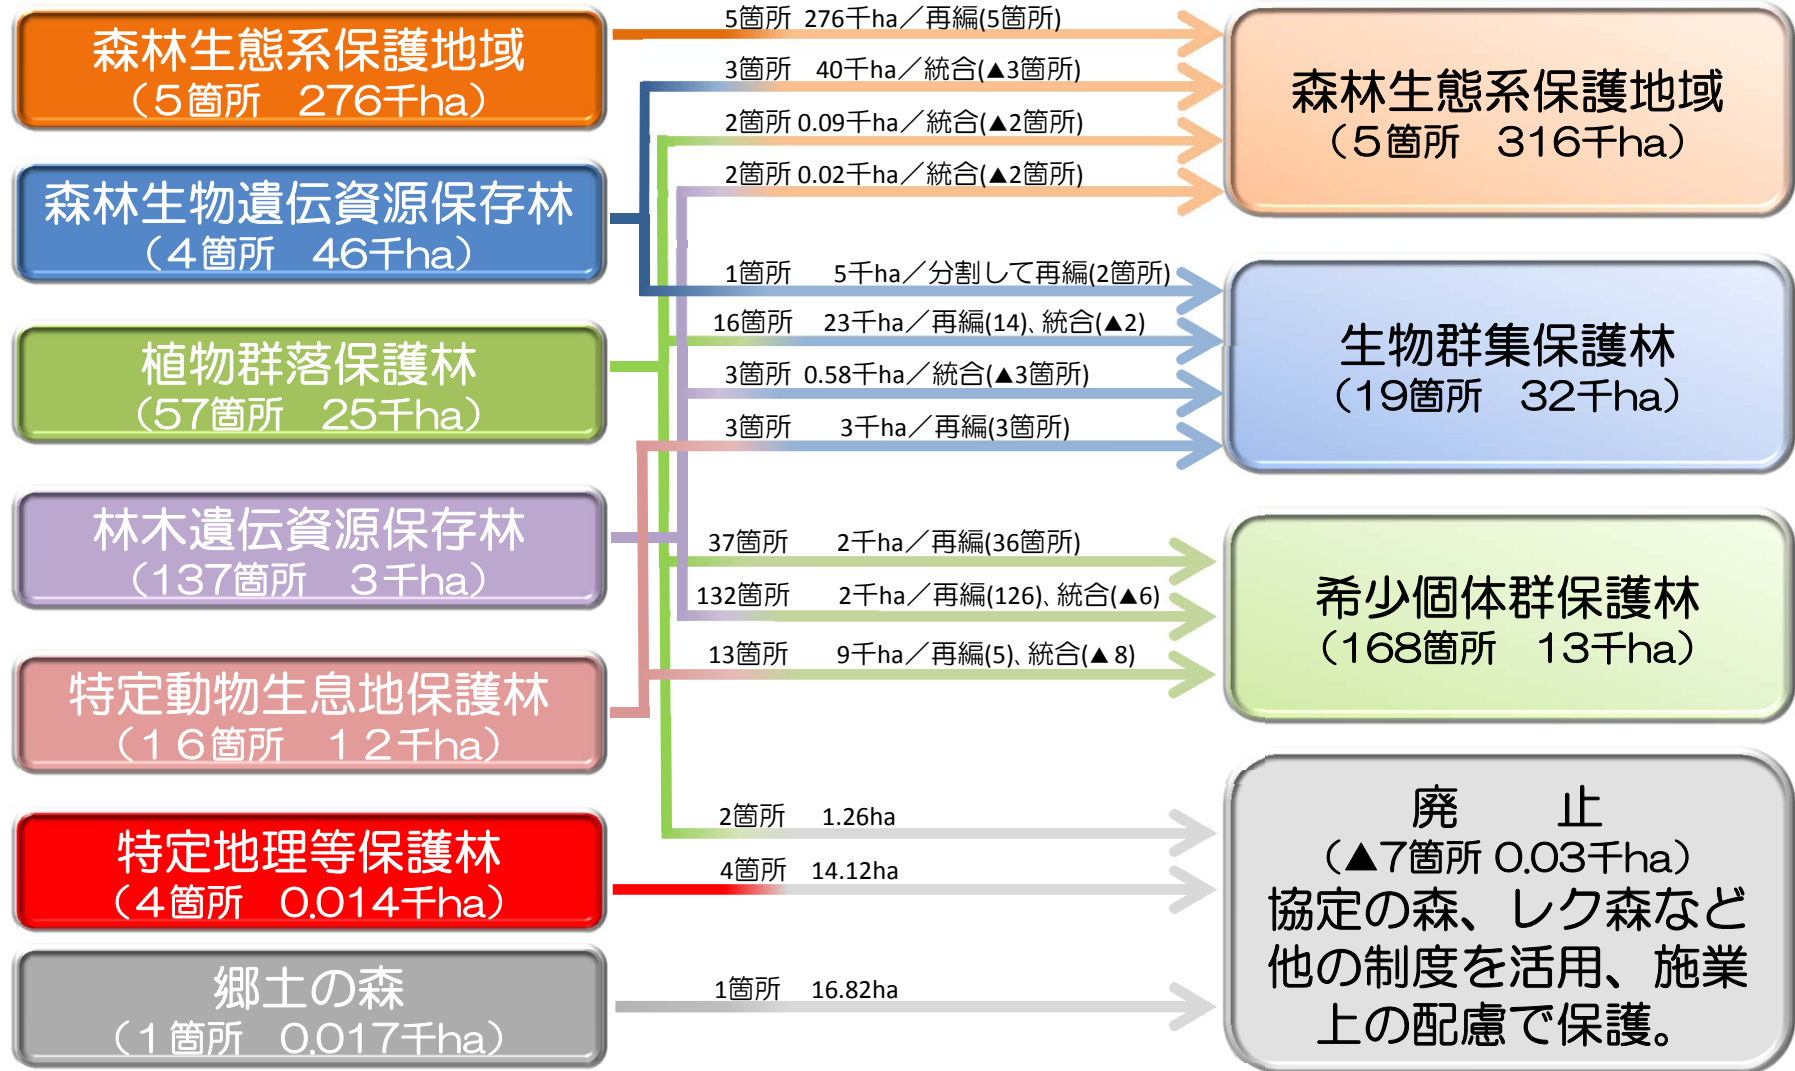 森林生態系保護地域
（5箇所　276千ha）
森林生物遺伝資源保存林
（4箇所　46千ha）
植物群落保護林
（57箇所　25千ha）
林木遺伝資源保存林
（137箇所　3千ha）
特定動物生息地保護林
（16箇所　12千ha）
特定地理等保護林
（4箇所　0.014千ha）
郷土の森
（1箇所　0.017千ha）
5箇所 276千ha／再編(5箇所)
3箇所　40千ha／統合(▲3箇所)
2箇所 0.09千ha／統合(▲2箇所)
2箇所 0.02千ha／統合(▲2箇所)
1箇所　5千ha／分割して再編(2箇所)
16箇所　23千ha／再編(14)、統合(▲2)
3箇所 0.58千ha／統合(▲3箇所)
3箇所　3千ha／再編(3箇所)
37箇所　2千ha／再編(36箇所)
132箇所　2千ha／再編(126)、統合(▲6)
13箇所　9千ha／再編(5)、統合(▲8)
2箇所　1.26ha
4箇所　14.12ha
1箇所　16.82ha
森林生態系保護地域
（5箇所　316千ha）
生物群集保護林
（19箇所　32千ha）
希少個体群保護林
（168箇所　13千ha）
廃　止
（▲7箇所 0.03千ha）
協定の森、レク森など
他の制度を活用、施業
上の配慮で保護。